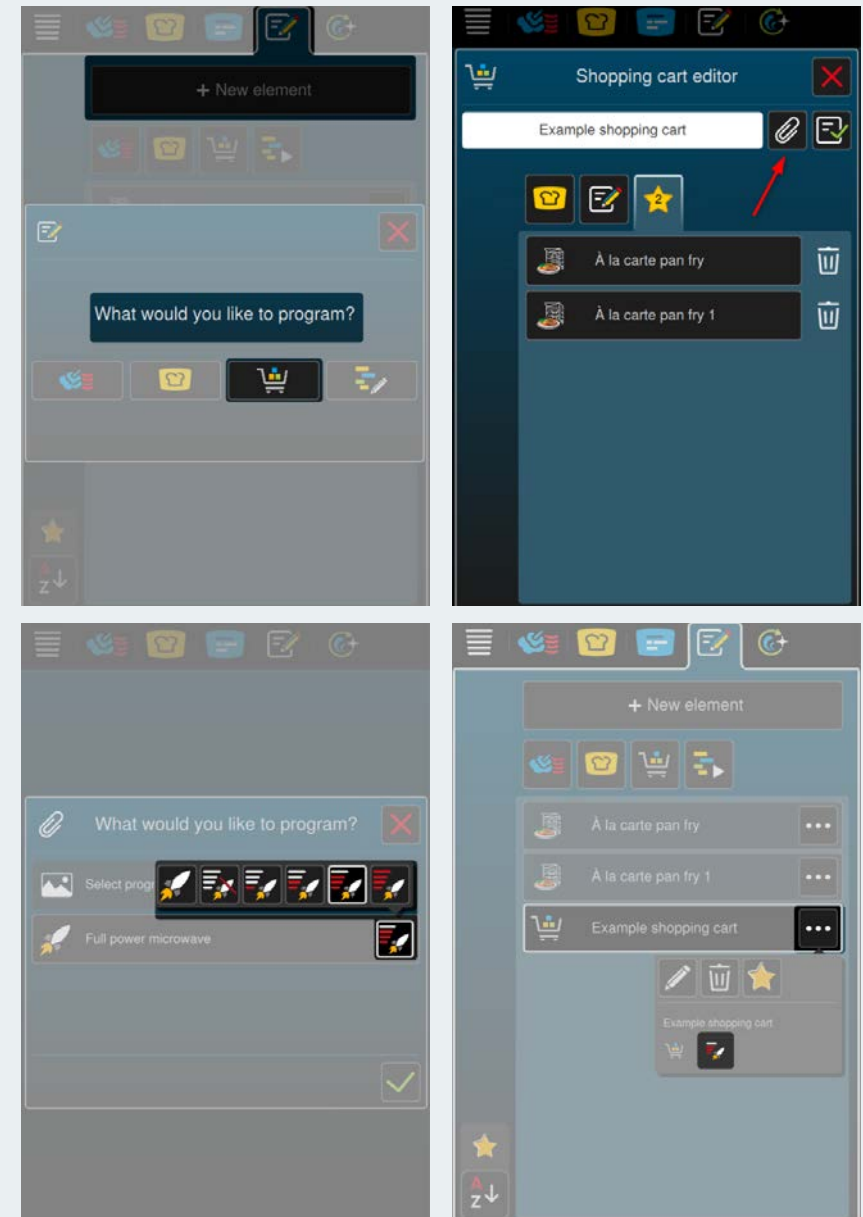 + New element
What would you like to program?
Shopping cart editor
Example shopping cart
2
À la carte pan fry
À la carte pan fry 1
What would you like to program?
Select progr
Full power microwave
+ New element
À la carte pan fry
À la carte pan fry 1
Example shopping cart
Example shopping cart
A
Z
A
Z